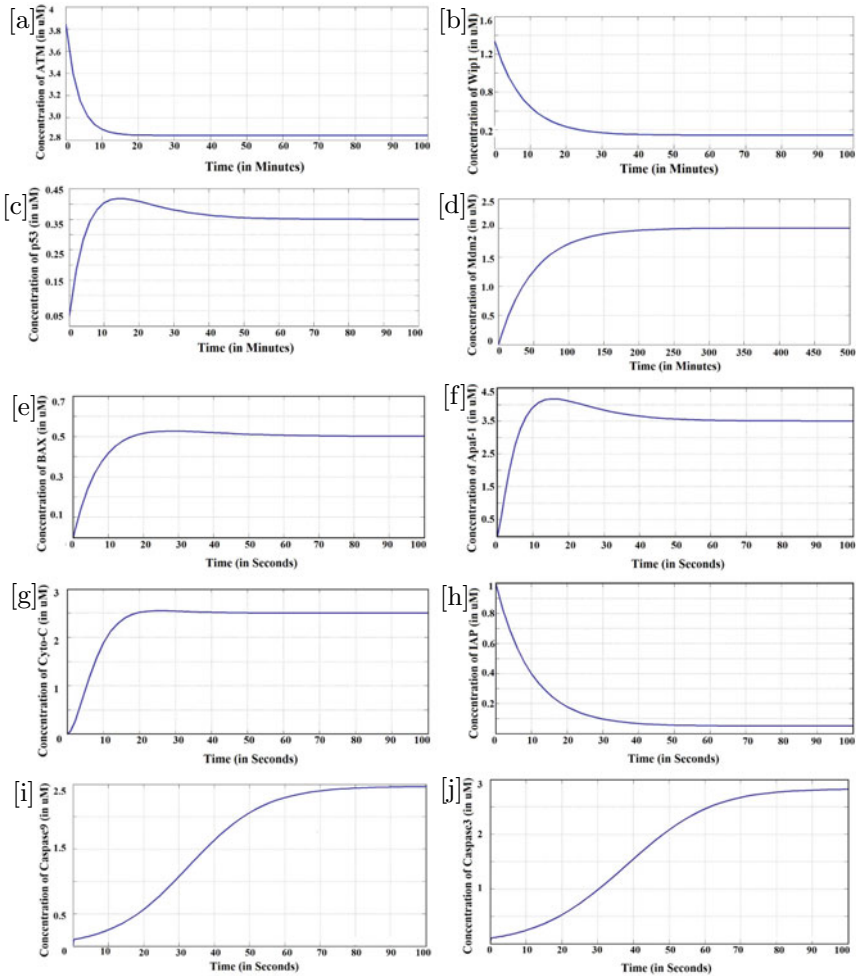 [a]
Concentration of ATM (in uM)
4
3.8
3.6
3.4
3.2
3.0
2.8
0 10 20 30 40 50 60 70 80 90 100
Time (in Minutes)
[b]
Concentration of Wip1 (in uM)
1.6
1.2
0.8
0.2
0 10 20 30 40 50 60 70 80 90 100
Time (in Minutes)
[c]
Concentration of p53 (in uM)
0.45
0.35
0.25
0.15
0.05
0 10 20 30 40 50 60 70 80 90 100
Time (in Minutes)
[d]
Concentration of Mdm2 (in uM)
2.5
2.0
2.0
1.0
0.5
0
0 50 100 150 200 250 300 350 400 450 500
Time (in Minutes)
[e]
Concentration of BAX (in uM)
0.7
0.5
0.3
0.1
0 10 20 30 40 50 60 70 80 90 100
Time (in Seconds)
[f]
Concentration of Apaf-1 (in uM)
4.5
3.5
2.5
1.5
0.5
0 10 20 30 40 50 60 70 80 90 100
Time (in Seconds)
[g]
Concentration of Cyto-C (in uM)
3
2
1
0
0 10 20 30 40 50 60 70 80 90 100
Time (in Seconds)
[h]
Concentration of IAP (in uM)
1
0.8
0.6
0.4
0.2
0 10 20 30 40 50 60 70 80 90 100
Time (in Seconds)
[i]
Concentration of Caspase9 (in uM)
2.5
1.5
0.5
0
0 10 20 30 40 50 60 70 80 90 100
Time (in Seconds)
[j]
Concentration of Caspase3 (in uM)
3
2
1
0 10 20 30 40 50 60 70 80 90 100
Time (in Seconds)